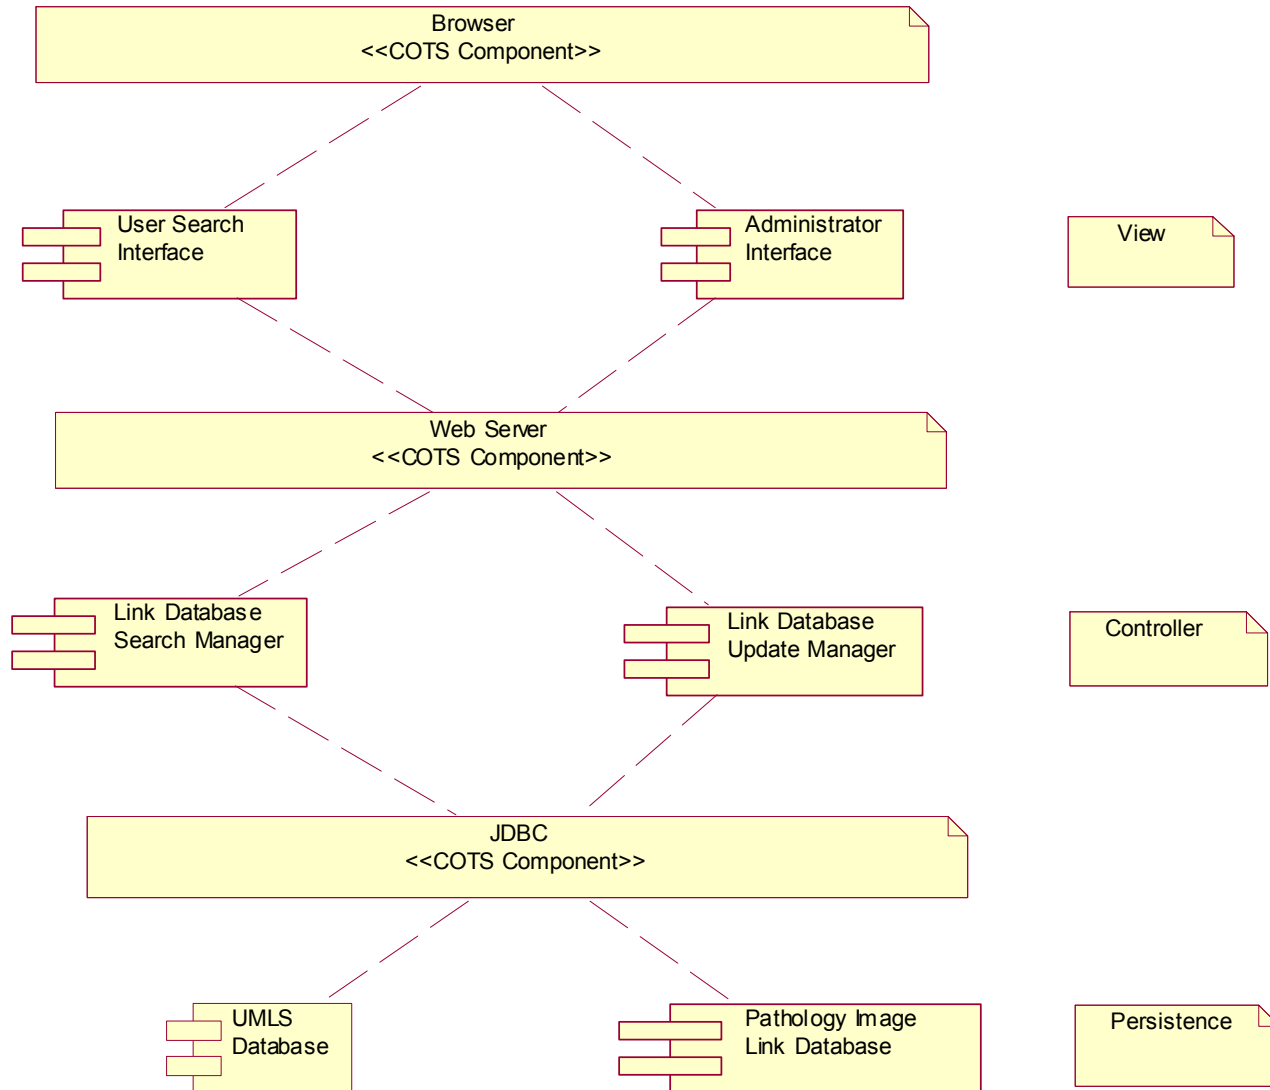 Browser
<<COTS Component>>
User Search
Interface
Administrator
Interface
View
Web Server
<<COTS Component>>
Link Database
Search Manager
Link Database
Update Manager
Controller
JDBC
<<COTS Component>>
UMLS
Database
Pathology Image
Link Database
Persistence